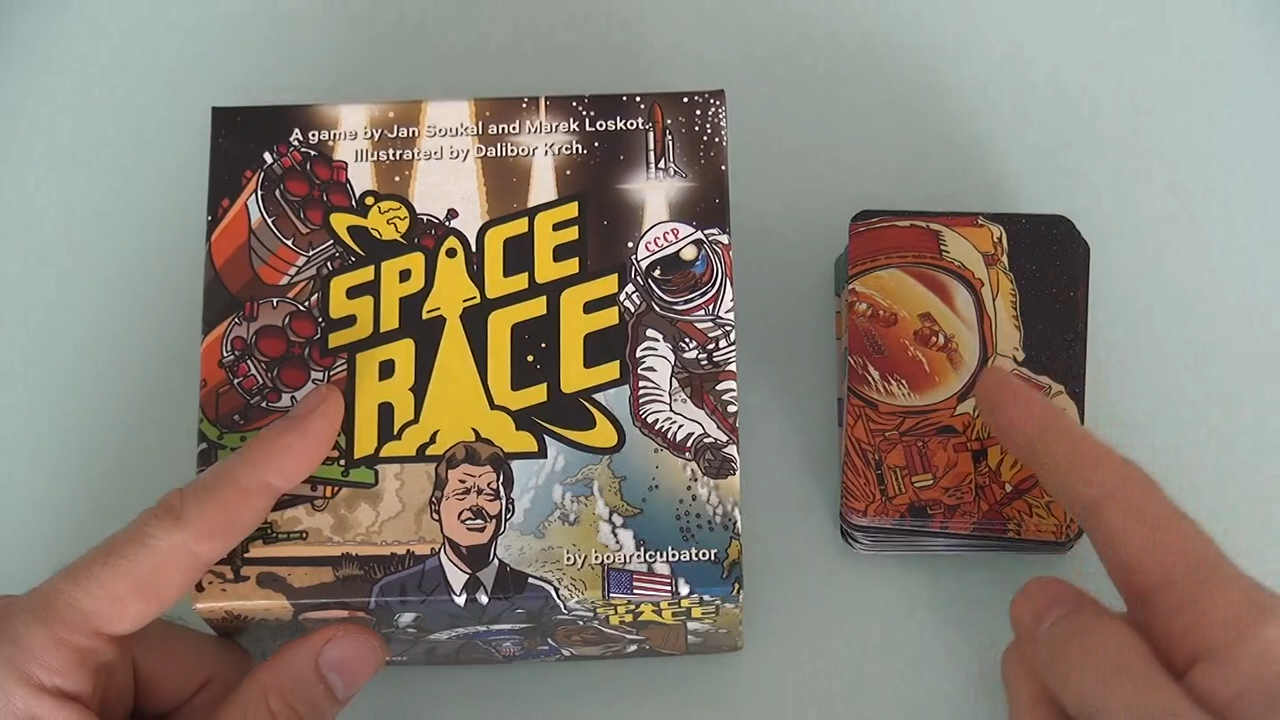 A game by Jan Soukal and Marek Loskot.
Illustrated by Dalibor Krch.
SPACE
RACE
CCCP
by boardcubator
SPACE
RACE